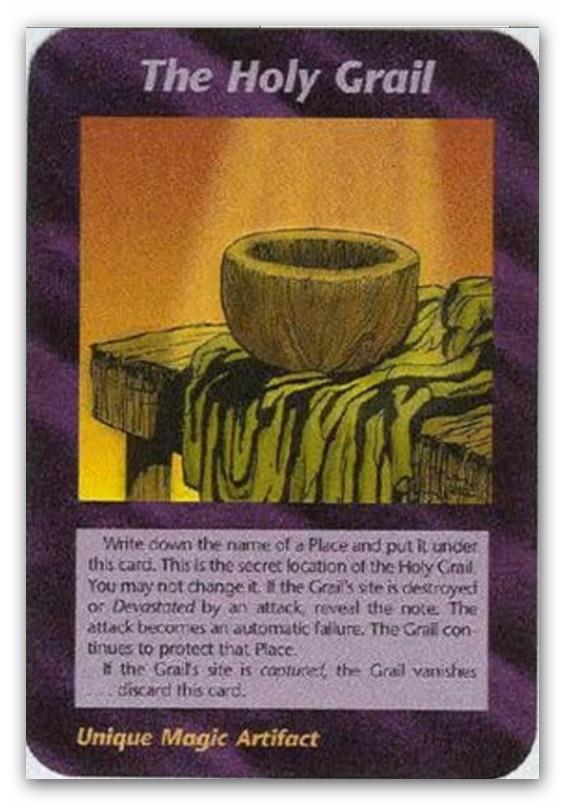 The Holy Grail
Write down the name of a Place and put it under
this card. This is the secret location of the Holy Grail.
You may not change it. If the Grail's site is destroyed
or Devastated by an attack, reveal the note. The
attack becomes an automatic failure. The Grail con-
tinues to protect that Place.
If the Grail's site is captured, the Grail vanishes
. . . . discard this card.
Unique Magic Artifact